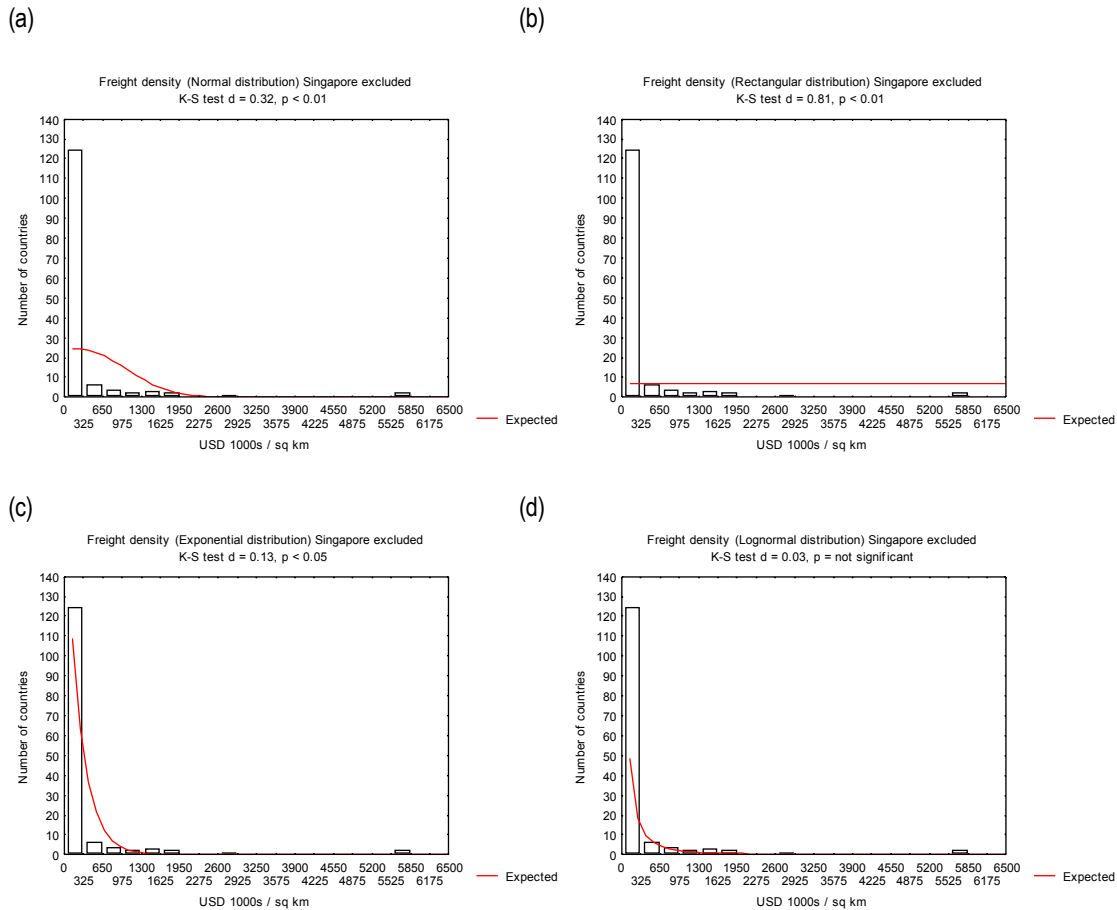 (a)
Freight density (Normal distribution) Singapore excluded
K-S test d = 0.32, p < 0.01
Number of countries
140
130
120
110
100
90
80
70
60
50
40
30
20
10
0
0 650 1300 1950 2600 3250 3900 4550 5200 5850 6500
325 975 1625 2275 2925 3575 4225 4875 5525 6175
USD 1000s / sq km
Expected
(b)
Freight density (Rectangular distribution) Singapore excluded
K-S test d = 0.81, p < 0.01
Number of countries
140
130
120
110
100
90
80
70
60
50
40
30
20
10
0
0 650 1300 1950 2600 3250 3900 4550 5200 5850 6500
325 975 1625 2275 2925 3575 4225 4875 5525 6175
USD 1000s / sq km
Expected
(c)
Freight density (Exponential distribution) Singapore excluded
K-S test d = 0.13, p < 0.05
Number of countries
140
130
120
110
100
90
80
70
60
50
40
30
20
10
0
0 650 1300 1950 2600 3250 3900 4550 5200 5850 6500
325 975 1625 2275 2925 3575 4225 4875 5525 6175
USD 1000s / sq km
Expected
(d)
Freight density (Lognormal distribution) Singapore excluded
K-S test d = 0.03, p = not significant
Number of countries
140
130
120
110
100
90
80
70
60
50
40
30
20
10
0
0 650 1300 1950 2600 3250 3900 4550 5200 5850 6500
325 975 1625 2275 2925 3575 4225 4875 5525 6175
USD 1000s / sq km
Expected